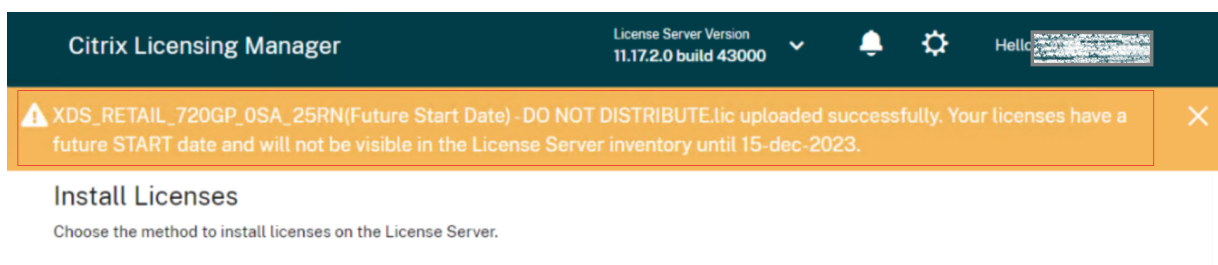 Citrix Licensing Manager
License Server Version
11.17.2.0 build 43000
Hello
XDS_RETAIL_720GP_0SA_25RN(Future Start Date) - DO NOT DISTRIBUTE.lic uploaded successfully. Your licenses have a
future START date and will not be visible in the License Server inventory until 15-dec-2023.
Install Licenses
Choose the method to install licenses on the License Server.